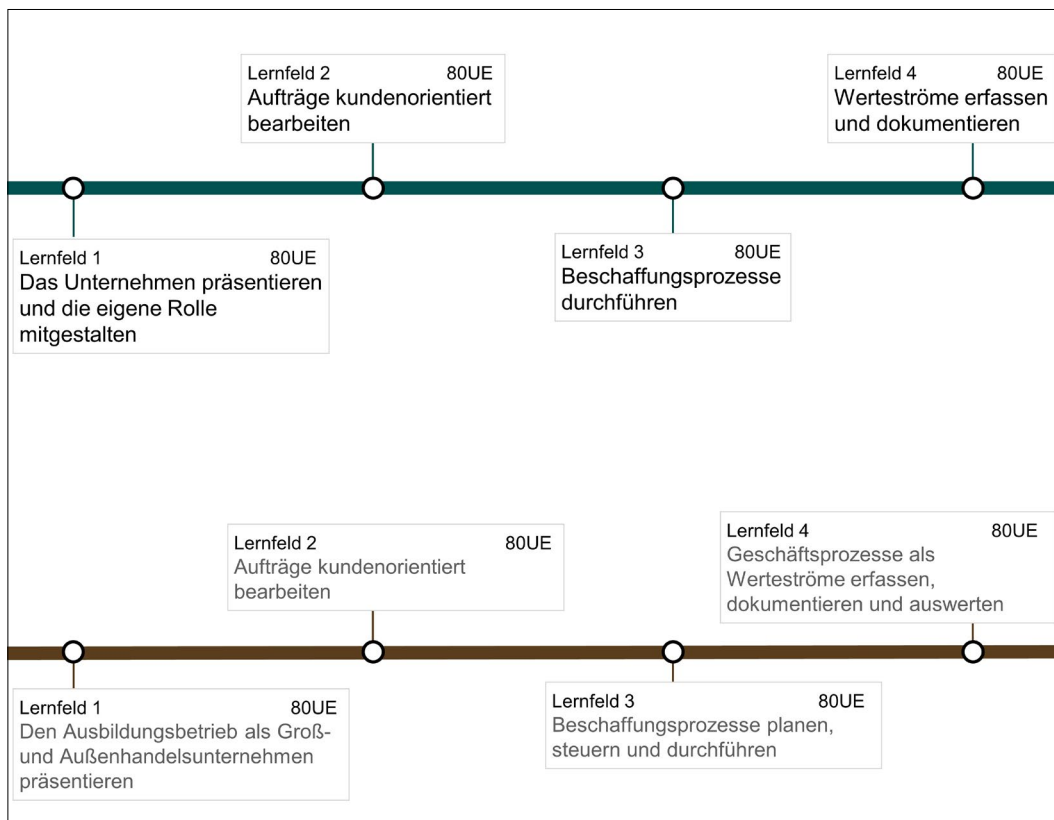 Lernfeld 2 80UE
Aufträge kundenorientiert
bearbeiten
Lernfeld 4 80UE
Werteströme erfassen
und dokumentieren
Lernfeld 1 80UE
Das Unternehmen präsentieren
und die eigene Rolle
mitgestalten
Lernfeld 3 80UE
Beschaffungsprozesse
durchführen
Lernfeld 2 80UE
Aufträge kundenorientiert
bearbeiten
Lernfeld 4 80UE
Geschäftsprozesse als
Werteströme erfassen,
dokumentieren und auswerten
Lernfeld 1 80UE
Den Ausbildungsbetrieb als Groß-
und Außenhandelsunternehmen
präsentieren
Lernfeld 3 80UE
Beschaffungsprozesse planen,
steuern und durchführen